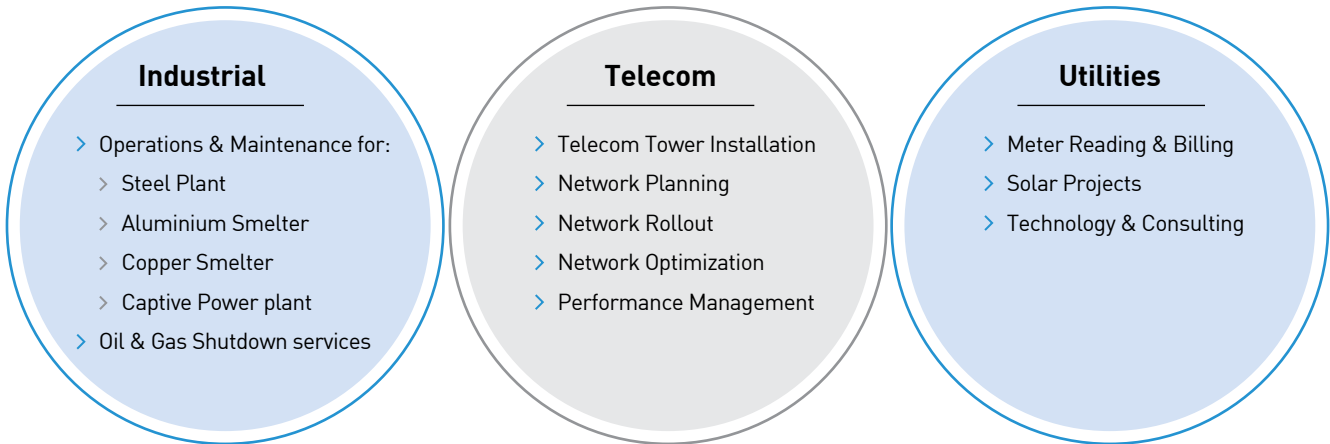 Industrial
Operations & Maintenance for:
Steel Plant
Aluminium Smelter
Copper Smelter
Captive Power plant
Oil & Gas Shutdown services
Telecom
Telecom Tower Installation
Network Planning
Network Rollout
Network Optimization
Performance Management
Utilities
Meter Reading & Billing
Solar Projects
Technology & Consulting